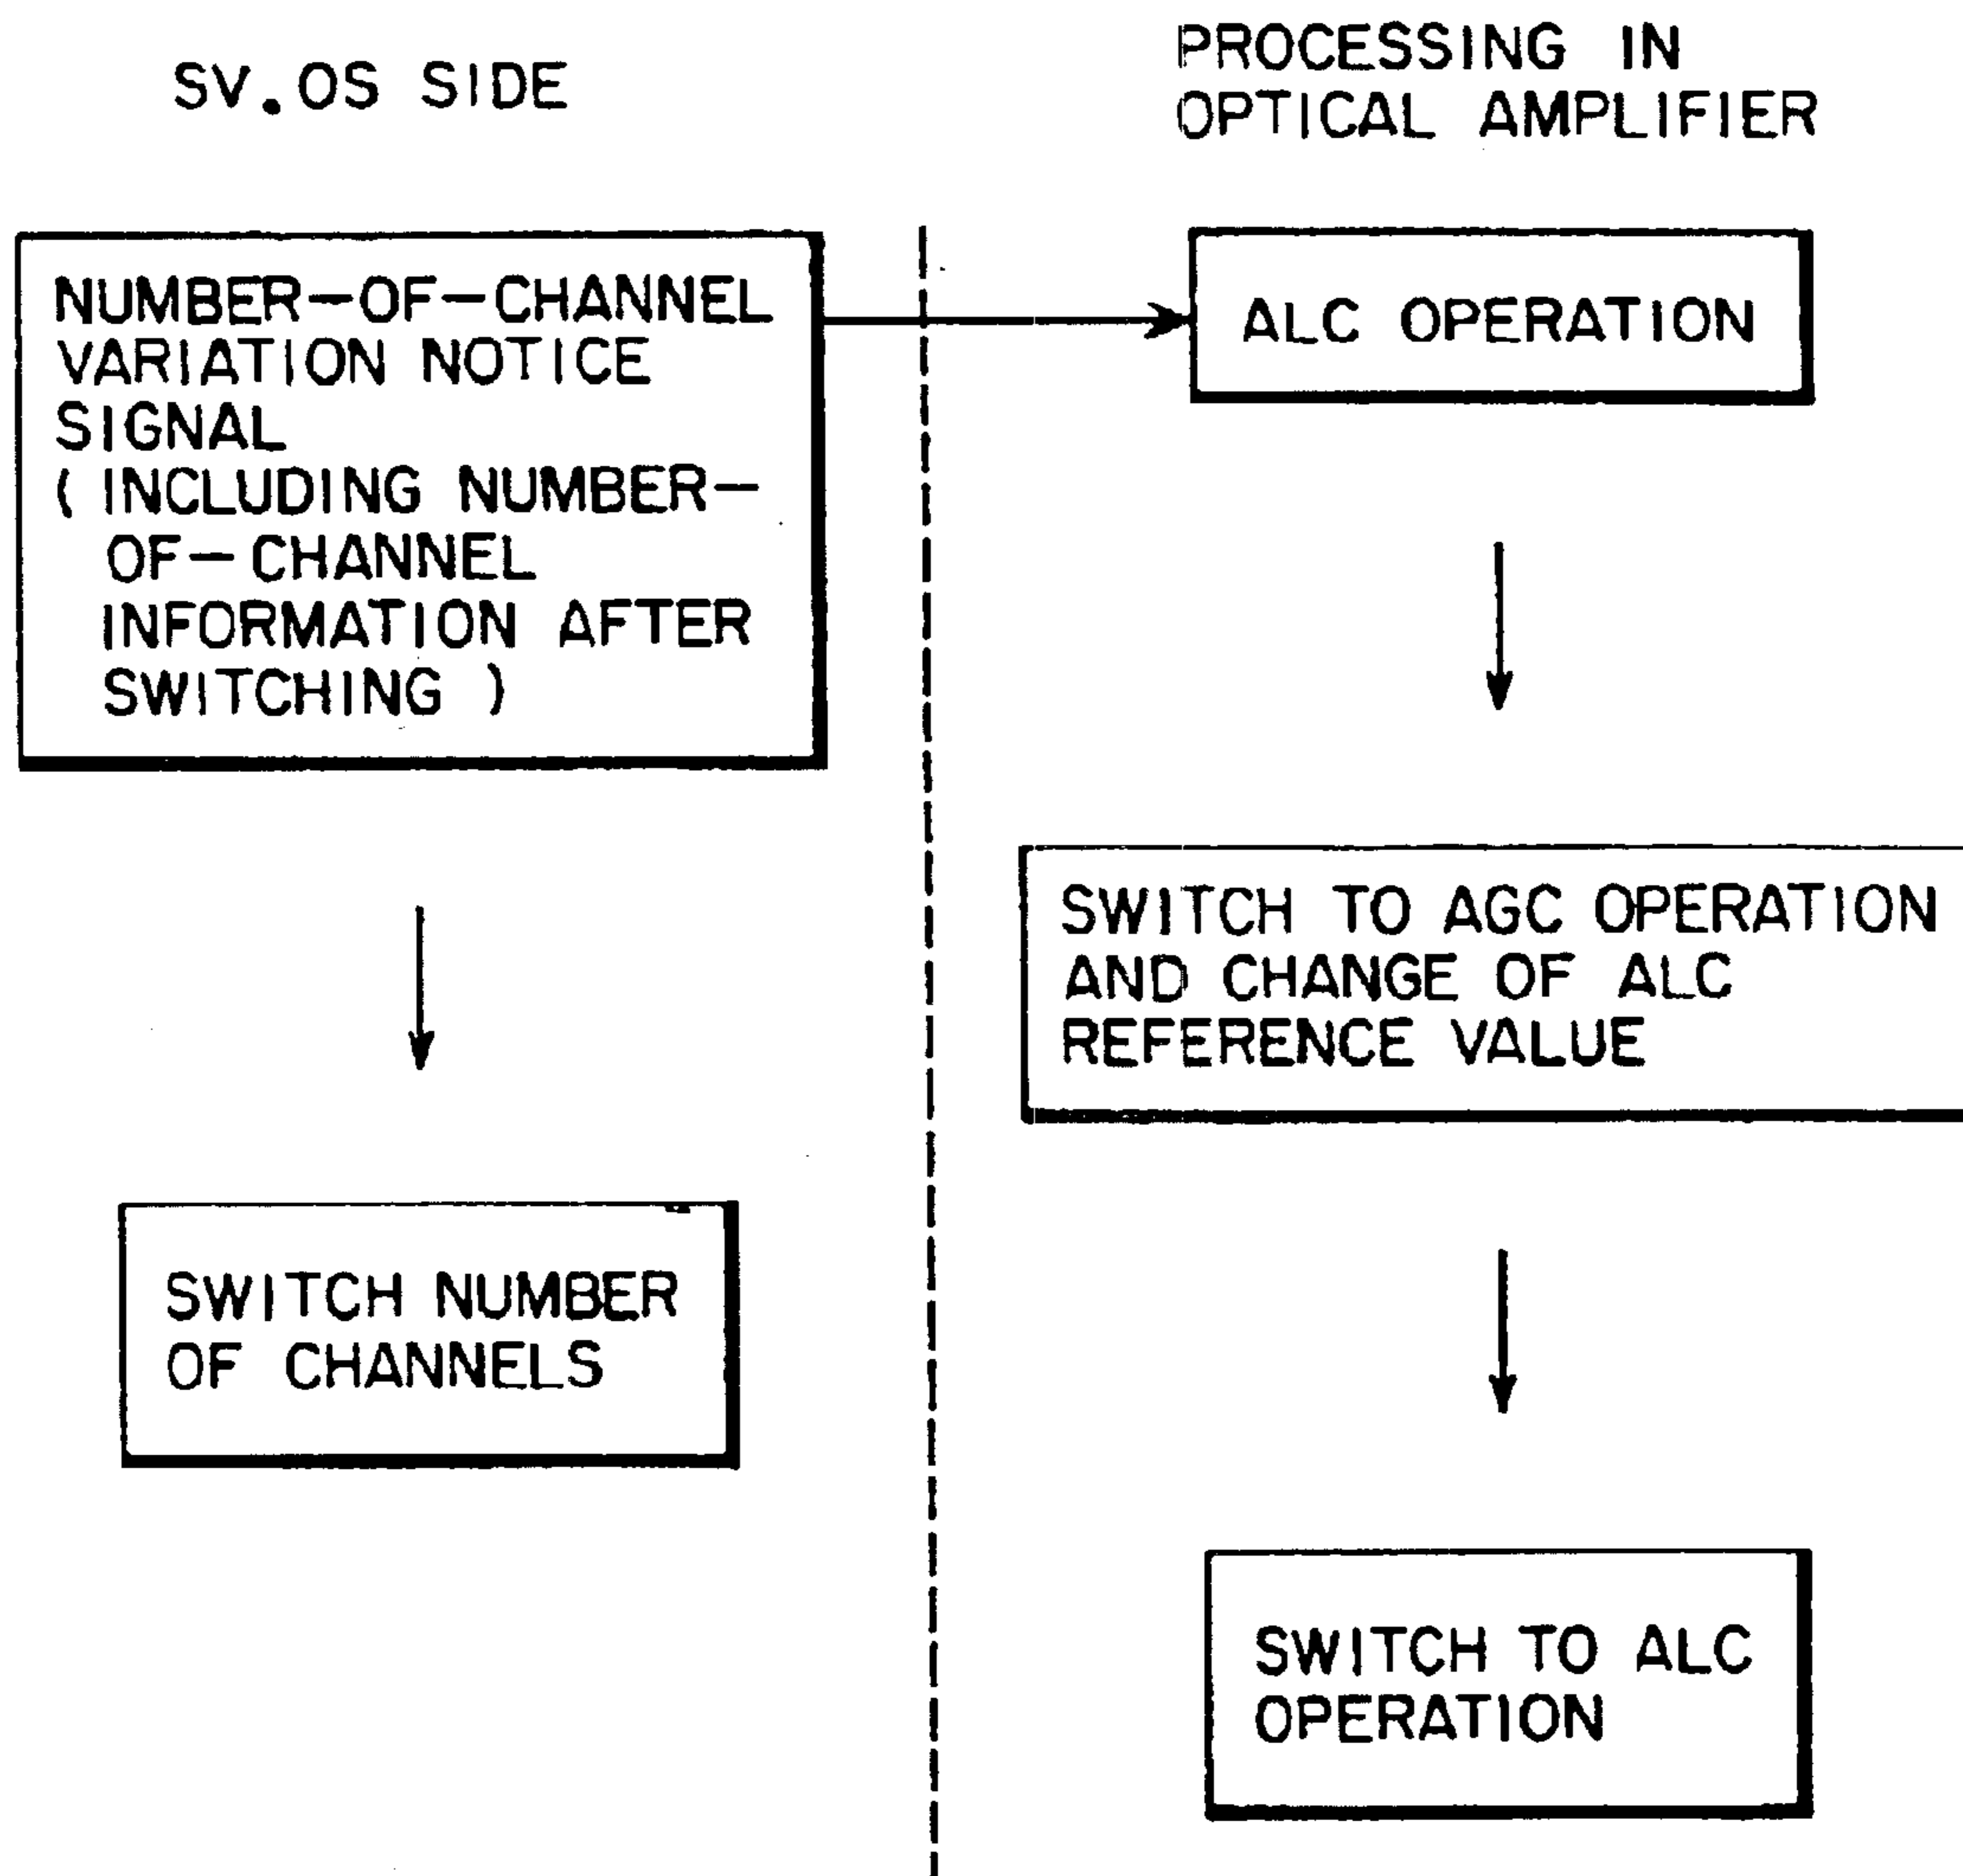 SV.OS SIDE
PROCESSING IN
OPTICAL AMPLIFIER
NUMBER-OF-CHANNEL
VARIATION NOTICE
SIGNAL
(INCLUDING NUMBER-
OF-CHANNEL
INFORMATION AFTER
SWITCHING )
ALC OPERATION
SWITCH TO AGC OPERATION
AND CHANGE OF ALC
REFERENCE VALUE
SWITCH NUMBER
OF CHANNELS
SWITCH TO ALC
OPERATION